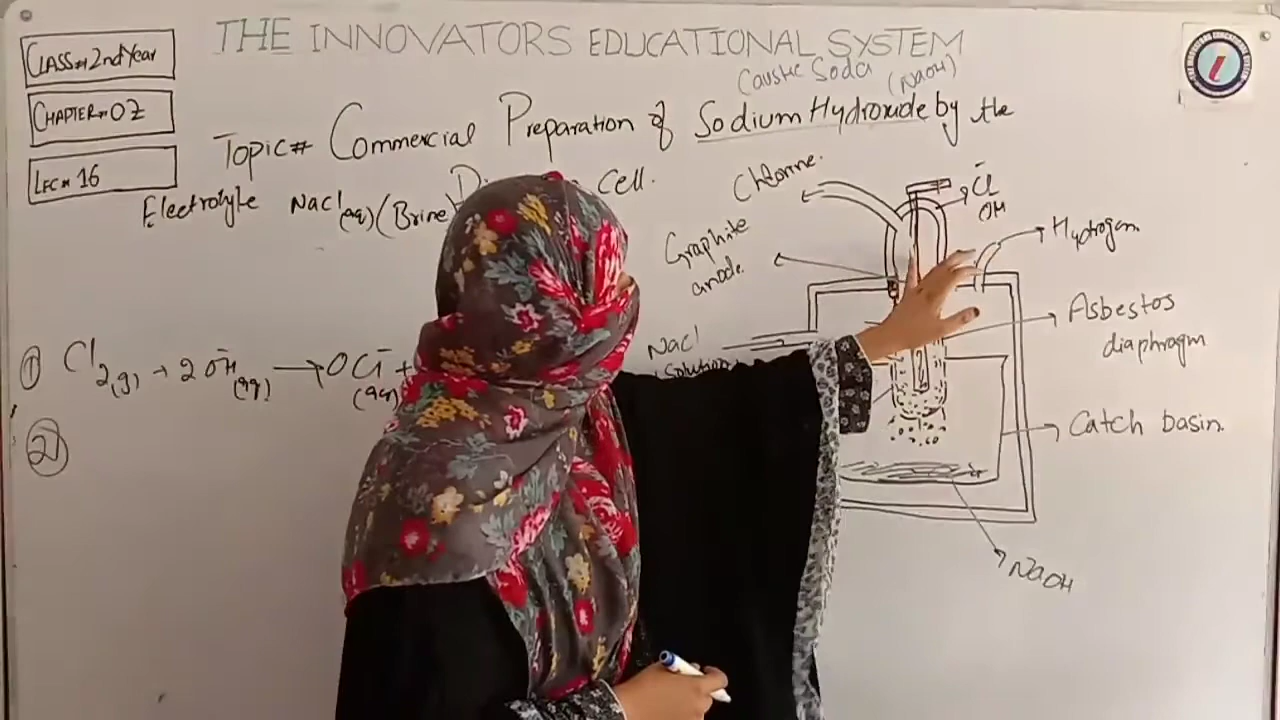 THE INNOVATORS EDUCATIONAL SYSTEM
CLASS# 2nd Year
CHAPTER# 02
LEC# 16
Caustic Soda (NaOH)
Topic# Commercial Preparation of Sodium Hydroxide by the
cell.
Electrolyte NaCl(aq) (Brine)
Chlorine.
Graphite
anode.
NaCl
Solution
Cl⁻
OH⁻
Hydrogen
Asbestos
diaphragm
Catch basin.
NaOH
① Cl2(g) + 2OH⁻(aq) → OCl⁻(aq) +
②